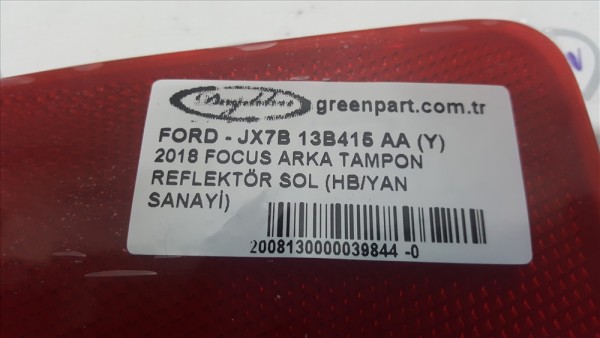 greenpart.com.tr
FORD - JX7B 13B415 AA (Y)
2018 FOCUS ARKA TAMPON
REFLEKTÖR SOL (HB/YAN
SANAYİ)
2008130000039844 -0